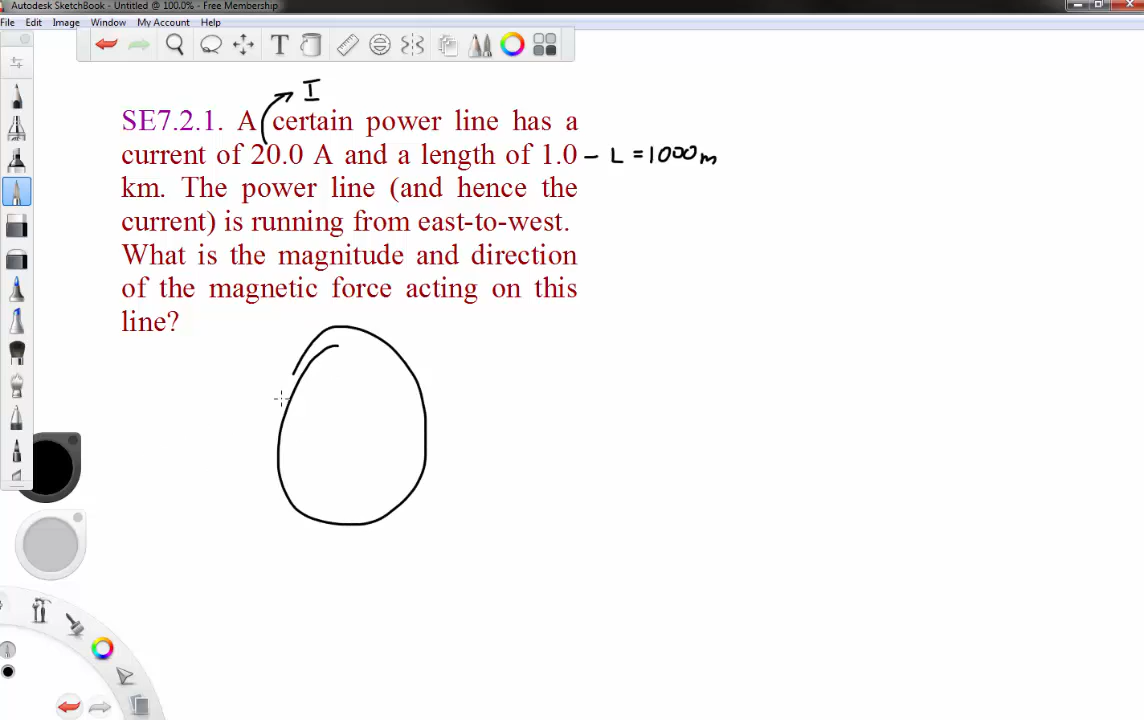 Autodesk SketchBook - Untitled @ 100.0% - Free Membership
File Edit Image Window My Account Help
T
I
SE7.2.1. A certain power line has a
current of 20.0 A and a length of 1.0 - L = 1000m
km. The power line (and hence the
current) is running from east-to-west.
What is the magnitude and direction
of the magnetic force acting on this
line?